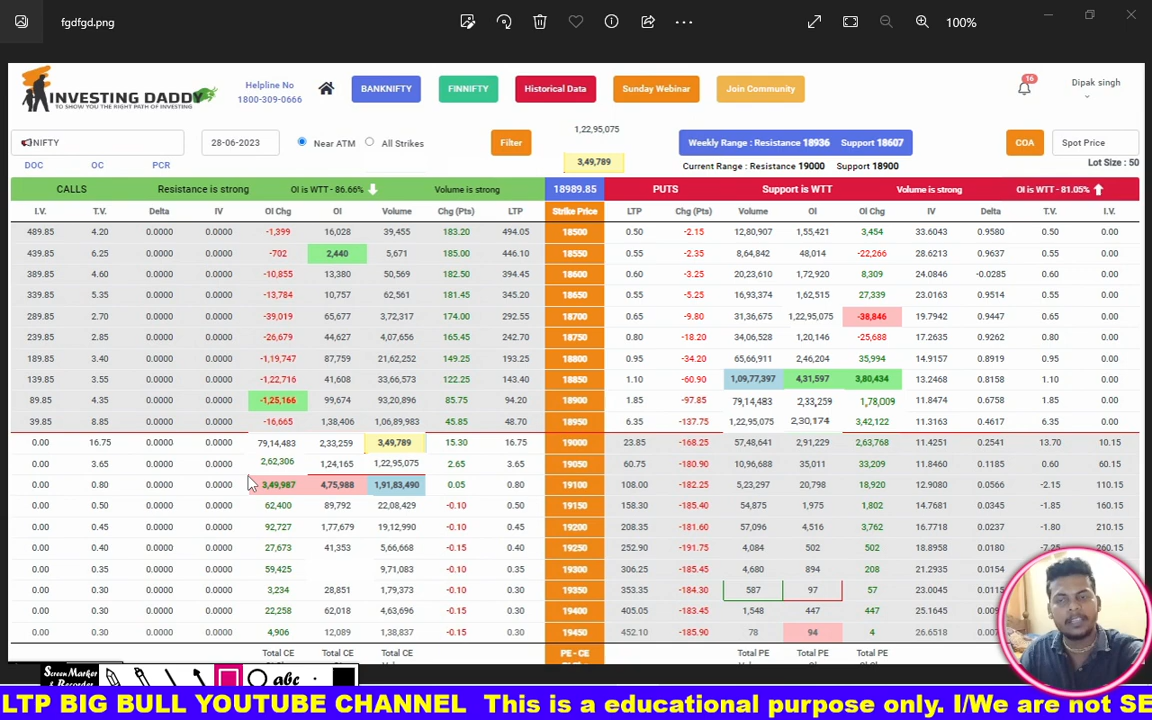 fgdfgd.png
100%
INVESTING DADDY
TO SHOW YOU THE RIGHT PATH OF INVESTING
Helpline No
1800-309-0666
BANKNIFTY
FINNIFTY
Historical Data
Sunday Webinar
Join Community
16
Dipak singh
NIFTY
28-06-2023
Near ATM
All Strikes
Filter
1,22,95,075
3,49,789
Weekly Range : Resistance 18936 Support 18607
Current Range : Resistance 19000 Support 18900
COA
Spot Price
Lot Size : 50
DOC OC PCR
CALLS Resistance is strong OI is WTT - 86.66% Volume is strong 18989.85 PUTS Support is WTT Volume is strong OI is WTT - 81.05%
I.V. T.V. Delta IV OI Chg OI Volume Chg (Pts) LTP Strike Price LTP Chg (Pts) Volume OI OI Chg IV Delta T.V. I.V.
489.85 4.20 0.0000 0.0000 -1,399 16,028 39,455 183.20 494.05 18500 0.50 -2.15 12,80,907 1,55,421 3,454 33.6043 0.9580 0.50 0.00
439.85 6.25 0.0000 0.0000 -702 2,440 5,671 185.00 446.10 18550 0.55 -2.35 8,64,842 48,014 -22,266 28.6213 0.9637 0.55 0.00
389.85 4.60 0.0000 0.0000 -10,855 13,380 50,569 182.50 394.45 18600 0.60 -3.25 20,23,610 1,72,920 8,309 24.0846 -0.0285 0.60 0.00
339.85 5.35 0.0000 0.0000 -13,784 10,757 62,561 181.45 345.20 18650 0.55 -5.25 16,93,374 1,62,515 27,339 23.0163 0.9514 0.55 0.00
289.85 2.70 0.0000 0.0000 -39,019 65,677 3,72,317 174.00 292.55 18700 0.65 -9.80 31,36,675 1,22,95,075 -38,846 19.7942 0.9447 0.65 0.00
239.85 2.85 0.0000 0.0000 -26,679 44,627 4,07,656 165.45 242.70 18750 0.80 -18.20 34,06,528 1,20,146 -25,688 17.2635 0.9262 0.80 0.00
189.85 3.40 0.0000 0.0000 -1,19,747 87,759 21,62,252 149.25 193.25 18800 0.95 -34.20 65,66,911 2,46,204 35,994 14.9157 0.8919 0.95 0.00
139.85 3.55 0.0000 0.0000 -1,22,716 41,608 33,66,573 122.25 143.40 18850 1.10 -60.90 1,09,77,397 4,31,597 3,80,434 13.2468 0.8158 1.10 0.00
89.85 4.35 0.0000 0.0000 -1,25,166 99,674 93,20,896 85.75 94.20 18900 1.85 -97.85 79,14,483 2,33,259 1,78,009 11.8474 0.6758 1.85 0.00
39.85 8.85 0.0000 0.0000 -16,665 1,38,406 1,06,89,983 37.45 48.70 18950 6.35 -137.75 1,22,95,075 2,30,174 3,42,122 11.3163 0.4617 6.35 0.00
0.00 16.75 0.0000 0.0000 79,14,483 2,33,259 3,49,789 15.30 16.75 19000 23.85 -168.25 57,48,641 2,91,229 2,63,768 11.4251 0.2541 13.70 10.15
0.00 3.65 0.0000 0.0000 2,62,306 1,24,165 1,22,95,075 2.65 3.65 19050 60.75 -180.90 10,96,688 35,011 33,209 11.8460 0.1185 0.60 60.15
0.00 0.80 0.0000 0.0000 3,49,987 4,75,988 1,91,83,490 0.05 0.80 19100 108.00 -182.25 5,23,297 20,798 18,920 12.9080 0.0566 -2.15 110.15
0.00 0.50 0.0000 0.0000 62,400 89,792 22,08,429 -0.10 0.50 19150 158.30 -185.40 54,875 1,975 1,802 14.7681 0.0345 -1.85 160.15
0.00 0.45 0.0000 0.0000 92,727 1,77,679 19,12,990 -0.10 0.45 19200 208.35 -181.60 57,096 4,516 3,762 16.7718 0.0237 -1.80 210.15
0.00 0.40 0.0000 0.0000 27,673 41,353 5,66,668 -0.15 0.40 19250 252.90 -191.75 4,084 502 502 18.8958 0.0180 -7.25 260.15
0.00 0.35 0.0000 0.0000 59,425 9,71,083 -0.10 0.35 19300 306.25 -185.45 4,680 894 208 21.2935 0.0154
0.00 0.30 0.0000 0.0000 3,234 28,851 1,79,373 -0.10 0.30 19350 353.35 -184.30 587 97 57 23.0045 0.0115
0.00 0.30 0.0000 0.0000 22,258 62,018 4,63,696 -0.15 0.30 19400 405.05 -183.45 1,548 447 447 25.1645
0.00 0.30 0.0000 0.0000 4,906 12,089 1,38,837 -0.15 0.30 19450 452.10 -185.90 78 94 4 26.6518
Total CE Total CE Total CE PE - CE Total PE Total PE Total PE
Screen Marker
& Recorder
abc
LTP BIG BULL YOUTUBE CHANNEL This is a educational purpose only. I/We are not SE